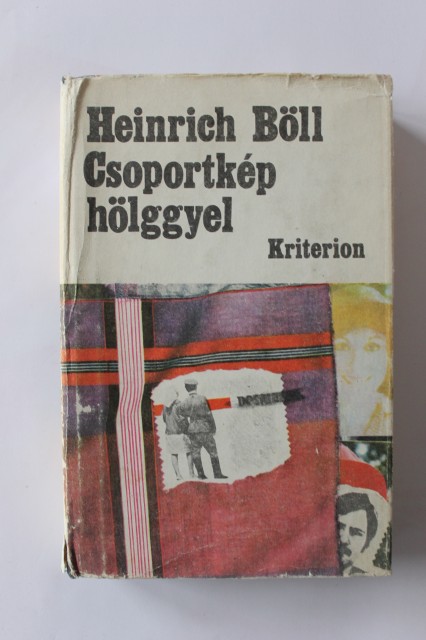 Heinrich Böll
Csoportkép
hölggyel
Kriterion